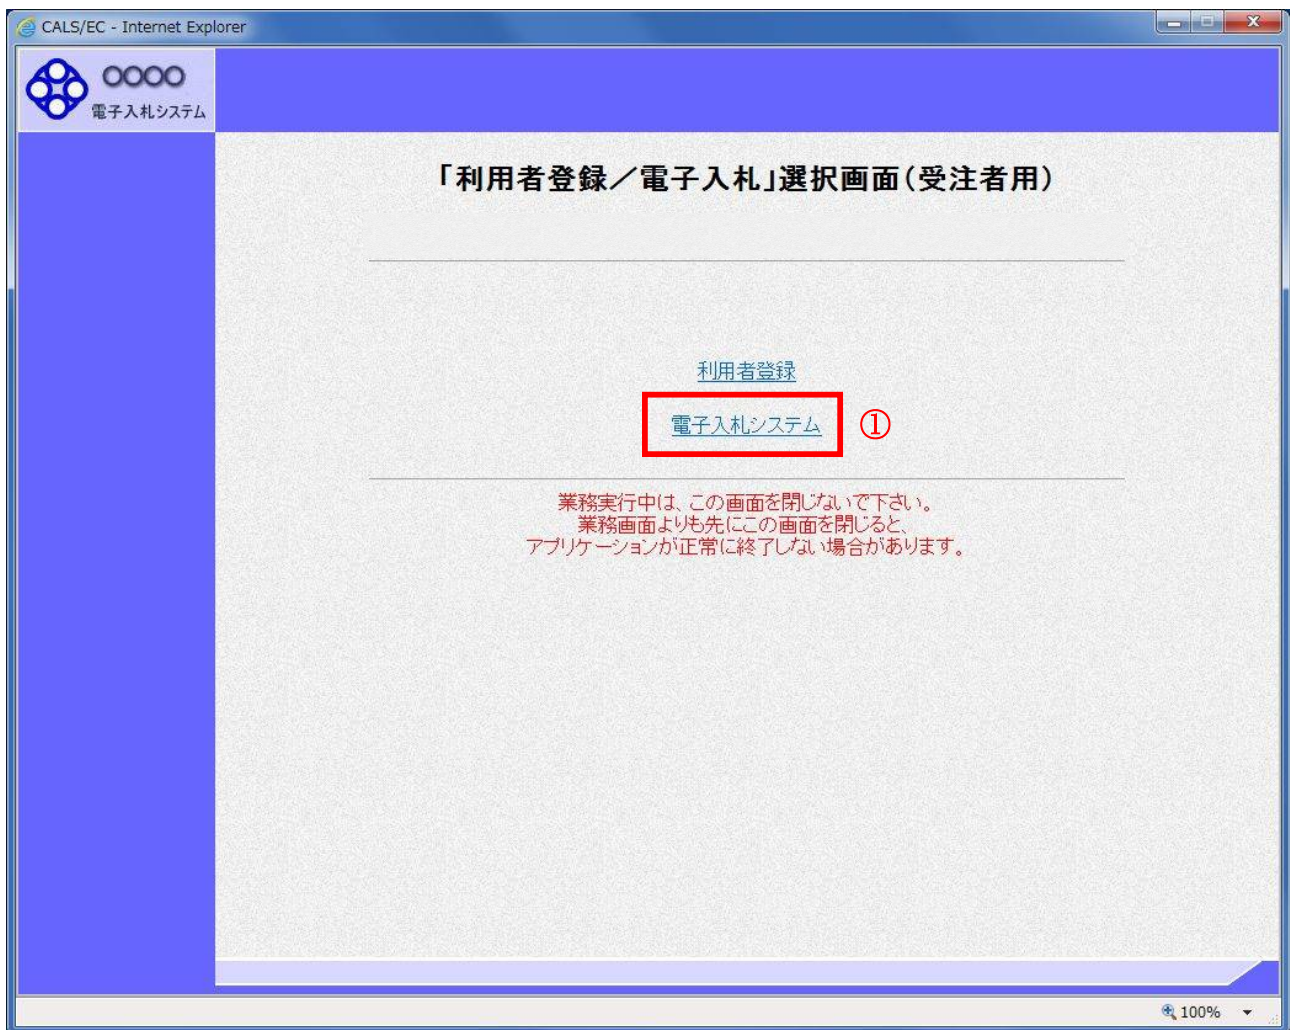 CALS/EC - Internet Explorer
〇〇〇〇
電子入札システム
「利用者登録／電子入札」選択画面（受注者用）
利用者登録
電子入札システム ①
業務実行中は、この画面を閉じないで下さい。
業務画面よりも先にこの画面を閉じると、
アプリケーションが正常に終了しない場合があります。
100%